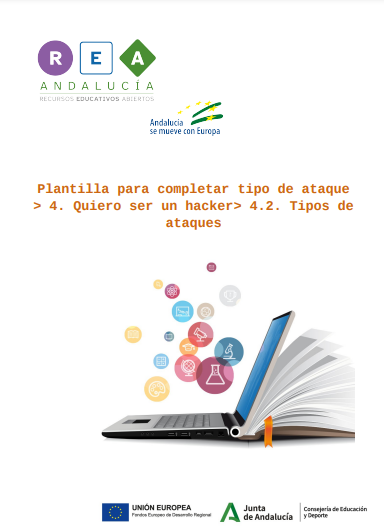 R E A
ANDALUCÍA
RECURSOS EDUCATIVOS ABIERTOS
Andalucía
se mueve con Europa
Plantilla para completar tipo de ataque
> 4. Quiero ser un hacker> 4.2. Tipos de
ataques
UNIÓN EUROPEA
Fondo Europeo de Desarrollo Regional
Junta
de Andalucía
Consejería de Educación
y Deporte